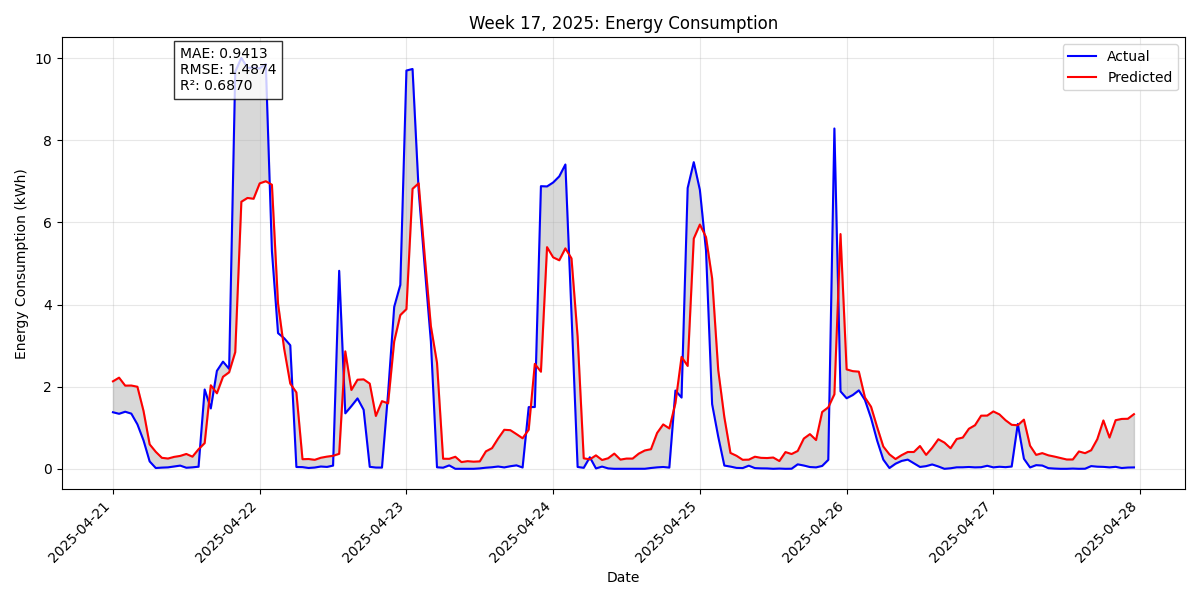 Week 17, 2025: Energy Consumption
MAE: 0.9413
RMSE: 1.4874
R²: 0.6870
Actual
Predicted
Energy Consumption (kWh)
10
8
6
4
2
0
2025-04-21
2025-04-22
2025-04-23
2025-04-24
2025-04-25
2025-04-26
2025-04-27
2025-04-28
Date